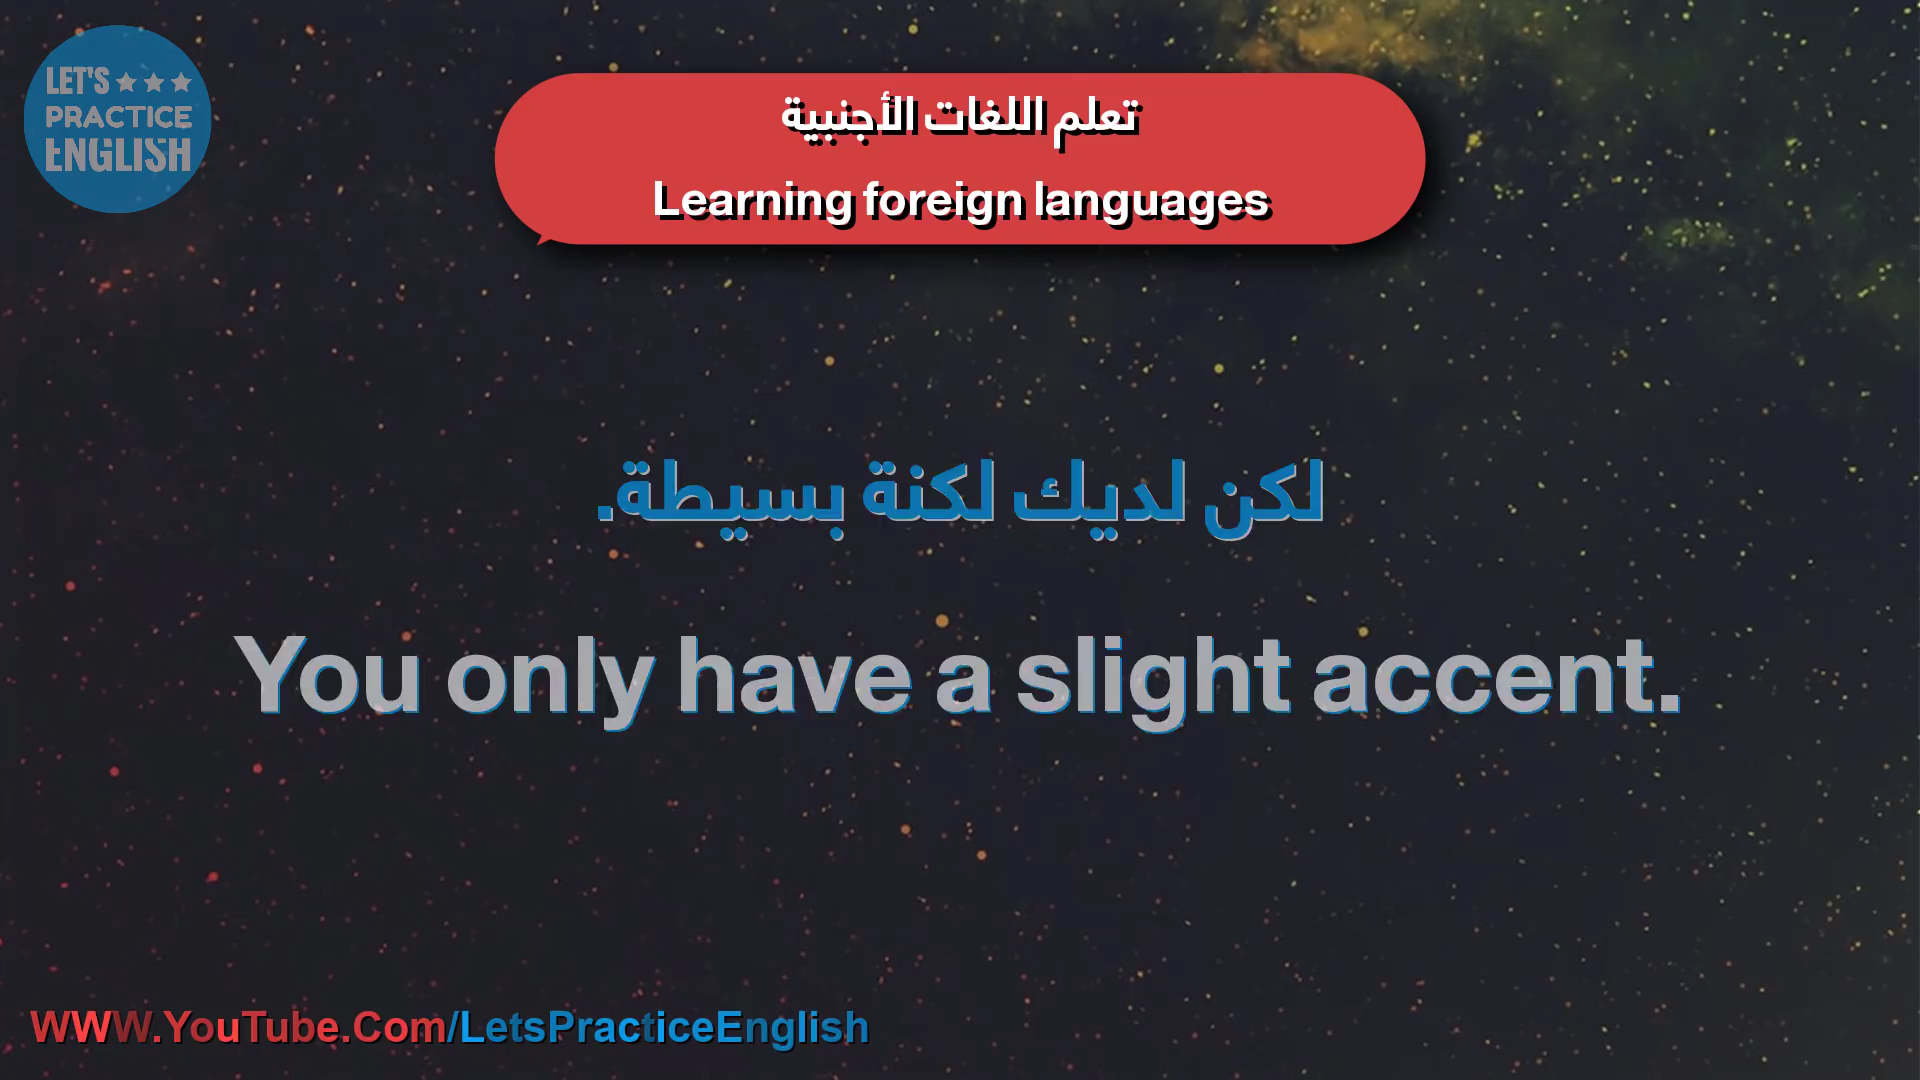 LET'S
PRACTICE
ENGLISH
تعلم اللغات الأجنبية
Learning foreign languages
لكن لديك لكنة بسيطة.
You only have a slight accent.
WWW.YouTube.Com/LetsPracticeEnglish